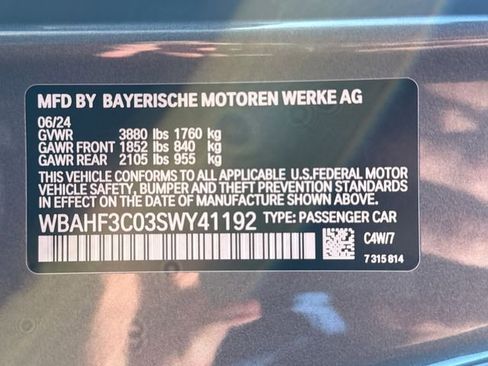 MFD BY BAYERISCHE MOTOREN WERKE AG
06/24
GVWR 3880 lbs 1760 kg
GAWR FRONT 1852 lbs 840 kg
GAWR REAR 2105 lbs 955 kg
THIS VEHICLE CONFORMS TO ALL APPLICABLE U.S.FEDERAL MOTOR
VEHICLE SAFETY, BUMPER AND THEFT PREVENTION STANDARDS
IN EFFECT ON THE DATE OF MANUFACTURE SHOWN ABOVE.
WBAHF3C03SWY41192 TYPE: PASSENGER CAR
C4W/7
7 315 814